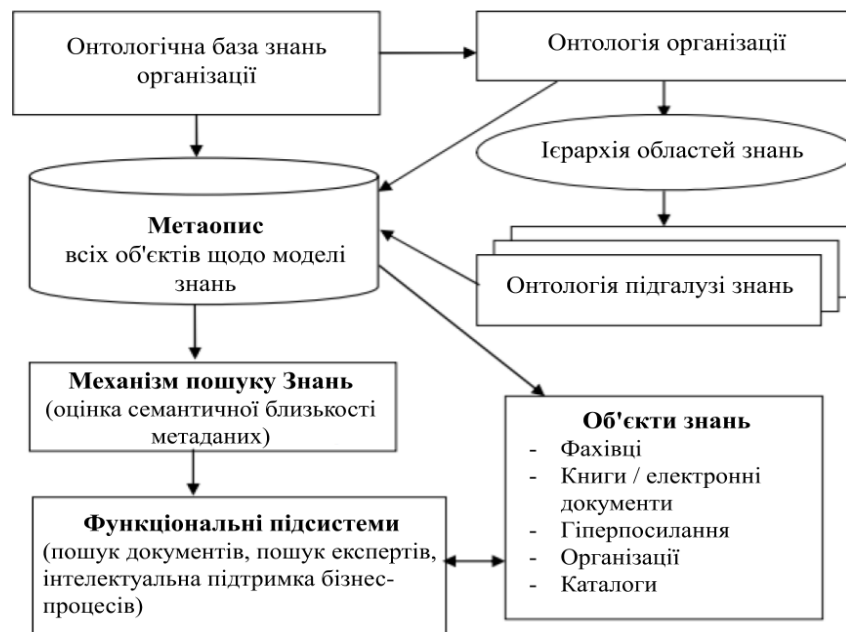 Онтологічна база знань
організації
Онтологія організації
Ієрархія областей знань
Метаопис
всіх об'єктів щодо моделі
знань
Онтологія підгалузі знань
Механізм пошуку Знань
(оцінка семантичної близькості
метаданих)
Об'єкти знань
- Фахівці
- Книги / електронні
документи
- Гіперпосилання
- Організації
- Каталоги
Функціональні підсистеми
(пошук документів, пошук експертів,
інтелектуальна підтримка бізнес-
процесів)